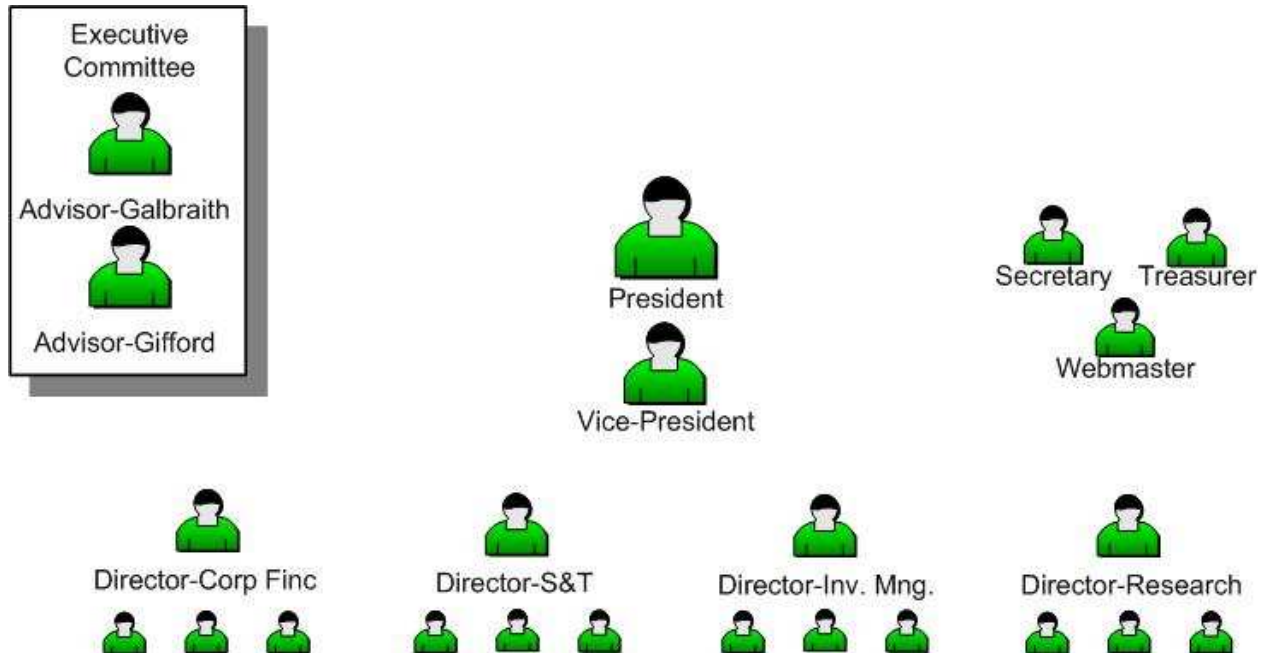 Executive
Committee
Advisor-Galbraith
Advisor-Gifford
President
Vice-President
Secretary
Treasurer
Webmaster
Director-Corp Finc
Director-S&T
Director-Inv. Mng.
Director-Research